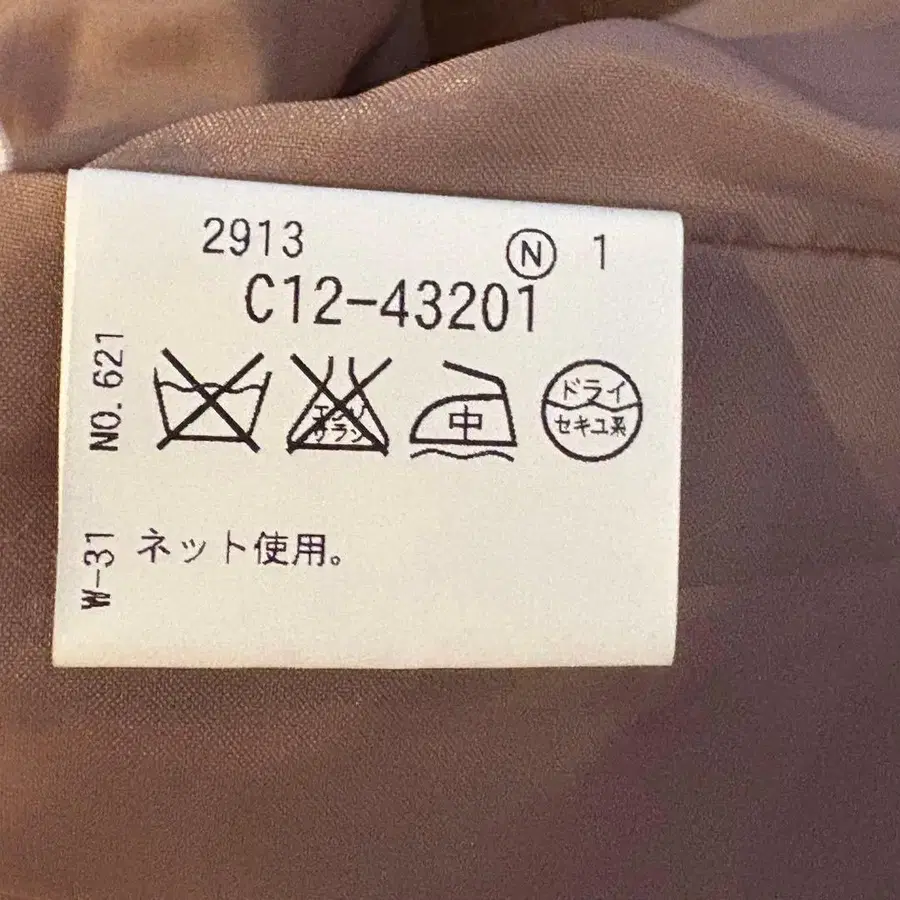 2913
Ⓝ 1
C12-43201
NO. 621
エンソ
サラシ
中
ドライ
セキユ系
W-31
ネット使用。